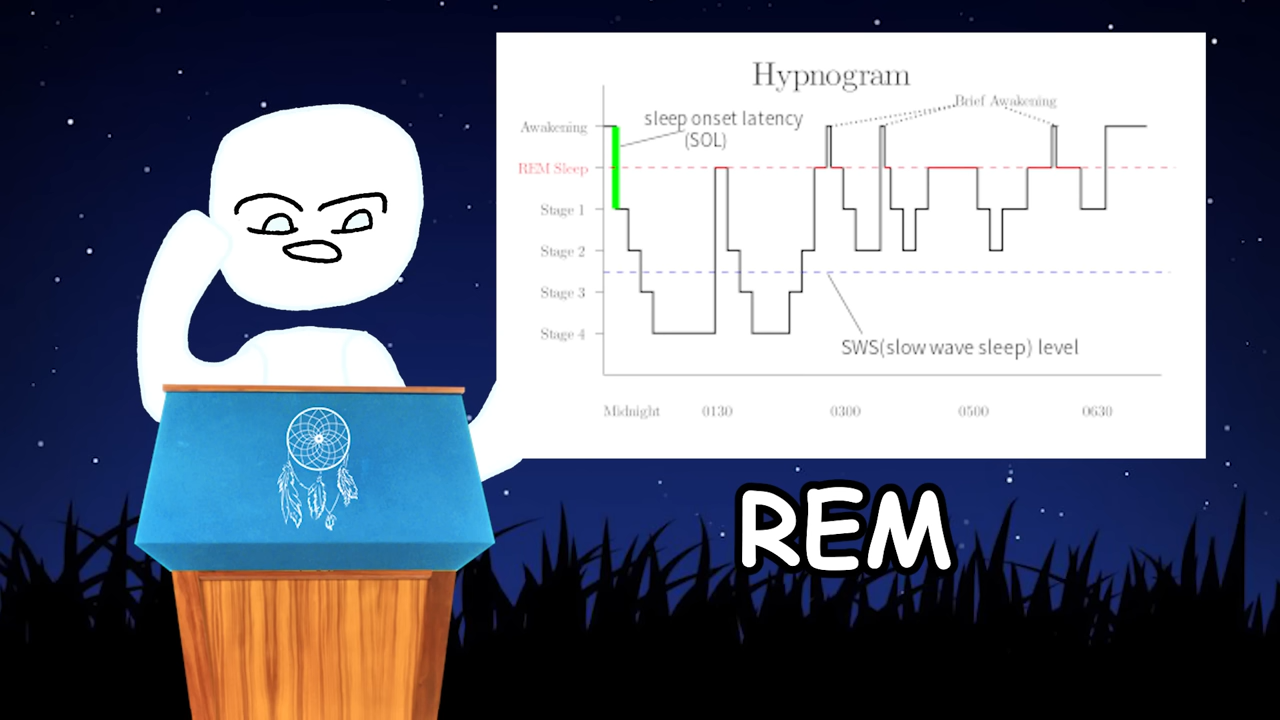 Hypnogram
Brief Awakening
sleep onset latency
(SOL)
Awakening
REM Sleep
Stage 1
Stage 2
Stage 3
Stage 4
SWS(slow wave sleep) level
Midnight 0130 0300 0500 0630
REM